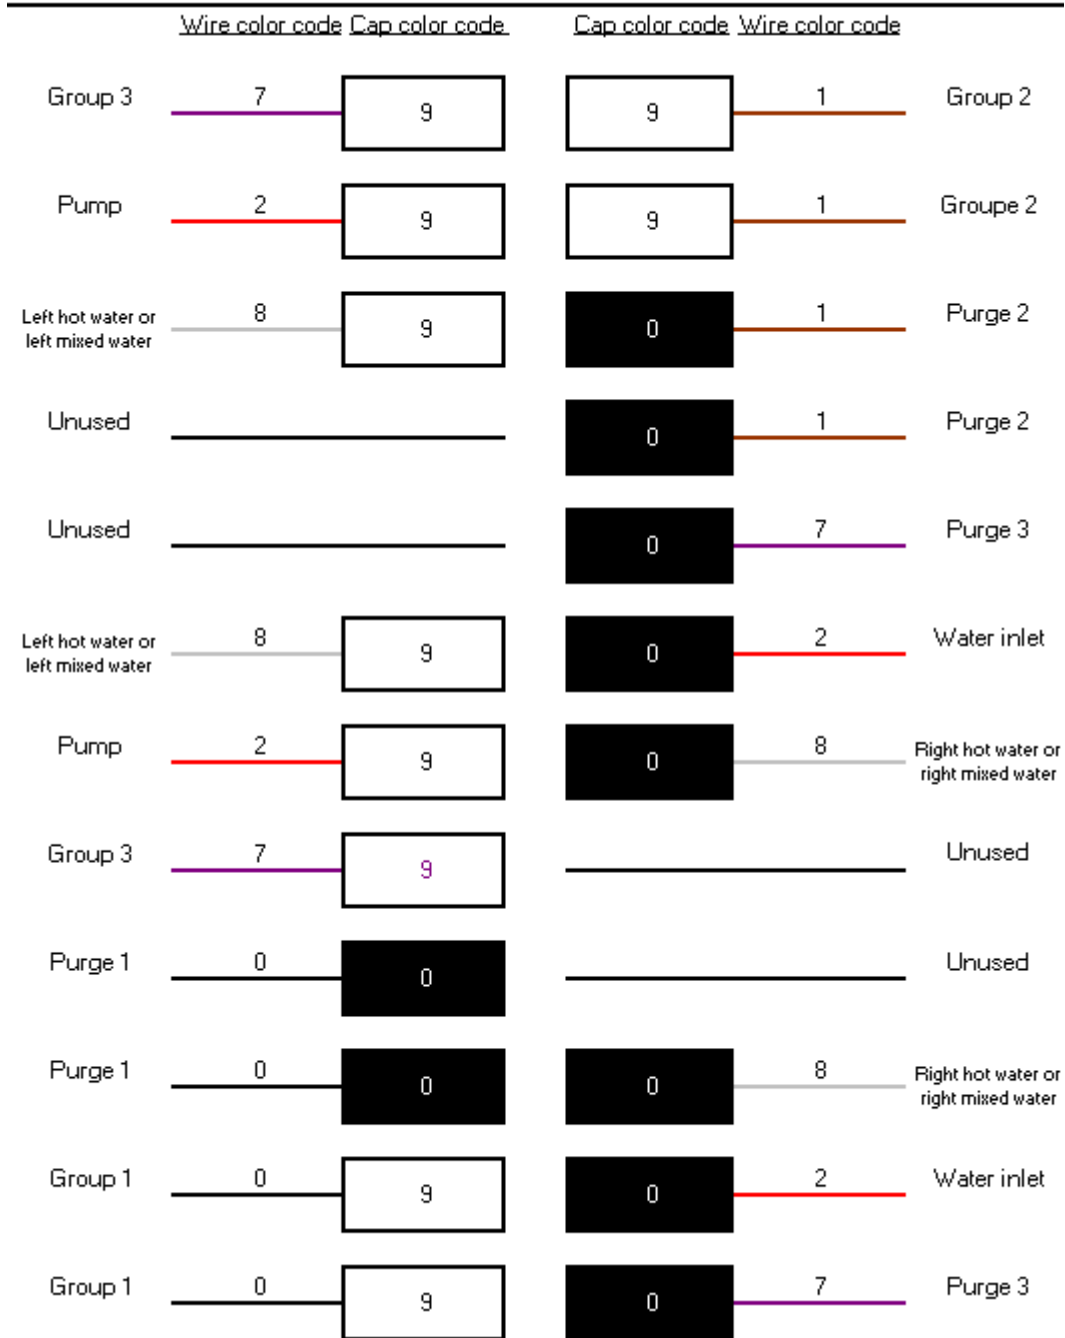 Wire color code Cap color code Cap color code Wire color code
Group 3 7 9 9 1 Group 2
Pump 2 9 9 1 Groupe 2
Left hot water or
left mixed water 8 9 0 1 Purge 2
Unused 0 1 Purge 2
Unused 0 7 Purge 3
Left hot water or
left mixed water 8 9 0 2 Water inlet
Pump 2 9 0 8 Right hot water or
right mixed water
Group 3 7 9 Unused
Purge 1 0 0 Unused
Purge 1 0 0 0 8 Right hot water or
right mixed water
Group 1 0 9 0 2 Water inlet
Group 1 0 9 0 7 Purge 3